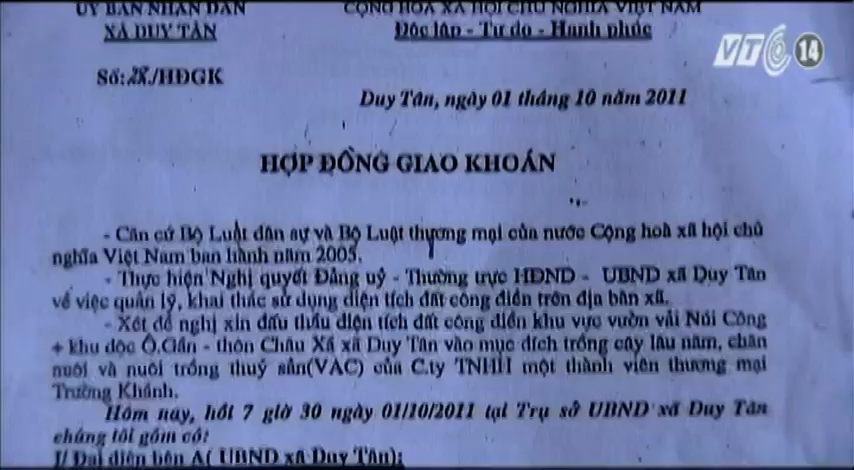 ỦY BAN NHÂN DÂN CỘNG HÒA XÃ HỘI CHỦ NGHĨA VIỆT NAM
XÃ DUY TÂN Độc lập - Tự do - Hạnh phúc
VTC 14
Số: 28./HĐGK
Duy Tân, ngày 01 tháng 10 năm 2011
HỢP ĐỒNG GIAO KHOÁN
- Căn cứ Bộ Luật dân sự và Bộ Luật thương mại của nước Cộng hoà xã hội chủ
nghĩa Việt Nam ban hành năm 2005.
- Thực hiện Nghị quyết Đảng uỷ - Thường trực HĐND - UBND xã Duy Tân
về việc quản lý, khai thác sử dụng diện tích đất công điền trên địa bàn xã.
- Xét đề nghị xin đấu thầu diện tích đất công điền khu vực vườn vải Núi Công
+ khu dộc Ô.Gần - thôn Châu Xá xã Duy Tân vào mục đích trồng cây lâu năm, chăn
nuôi và nuôi trồng thuỷ sản(VAC) của C.ty TNHH một thành viên thương mại
Trường Khánh.
Hôm nay, hồi 7 giờ 30 ngày 01/10/2011 tại Trụ sở UBND xã Duy Tân
chúng tôi gồm có:
I/ Đại diện bên A( UBND xã Duy Tân);